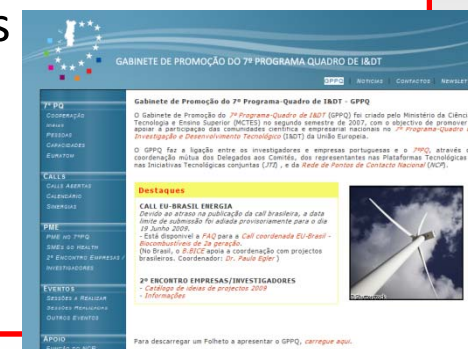 s
GABINETE DE PROMOÇÃO DO 7º PROGRAMA QUADRO DE I&DT
GPPQ | NOTICIAS | CONTACTOS | NEWSLET
7º PQ
COOPERAÇÃO
IDEIAS
PESSOAS
CAPACIDADES
EURATOM
CALLS
CALLS ABERTAS
CALENDÁRIO
SINERGIAS
PME
PME NO 7ºPQ
SMES GO HEALTH
2º ENCONTRO EMPRESAS /
INVESTIGADORES
EVENTOS
SESSÕES A REALIZAR
SESSÕES REALIZADAS
OUTROS EVENTOS
APOIO
Gabinete de Promoção do 7º Programa-Quadro de I&DT - GPPQ
O Gabinete de Promoção do 7º Programa-Quadro de I&DT (GPPQ) foi criado pelo Ministério da Ciência
Tecnologia e Ensino Superior (MCTES) no segundo semestre de 2007, com o objectivo de promover
apoiar a participação das comunidades científica e empresarial nacionais no 7º Programa-Quadro
Investigação e Desenvolvimento Tecnológico (I&DT) da União Europeia.
O GPPQ faz a ligação entre os investigadores e empresas portuguesas e o 7ºPQ, através
coordenação mútua dos Delegados aos Comités, dos representantes nas Plataformas Tecnológicas
nas Iniciativas Tecnológicas conjuntas (JTI) , e da Rede de Pontos de Contacto Nacional (NCP).
Destaques
CALL EU-BRASIL ENERGIA
Devido ao atraso na publicação da call brasileira, a data
limite de submissão foi adiada provisoriamente para o dia
19 Junho 2009.
- Está disponível a FAQ para a Call coordenada EU-Brasil -
Biocombustíveis de 2a geração.
(No Brasil, o B.BICE apoia a coordenação com projectos
brasileiros. Coordenador: Dr. Paulo Egler )
2º ENCONTRO EMPRESAS/INVESTIGADORES
- Catálogo de ideias de projectos 2009
- Informações
© Shutterstock
Para descarregar um Folheto a apresentar o GPPQ, carregue aqui.